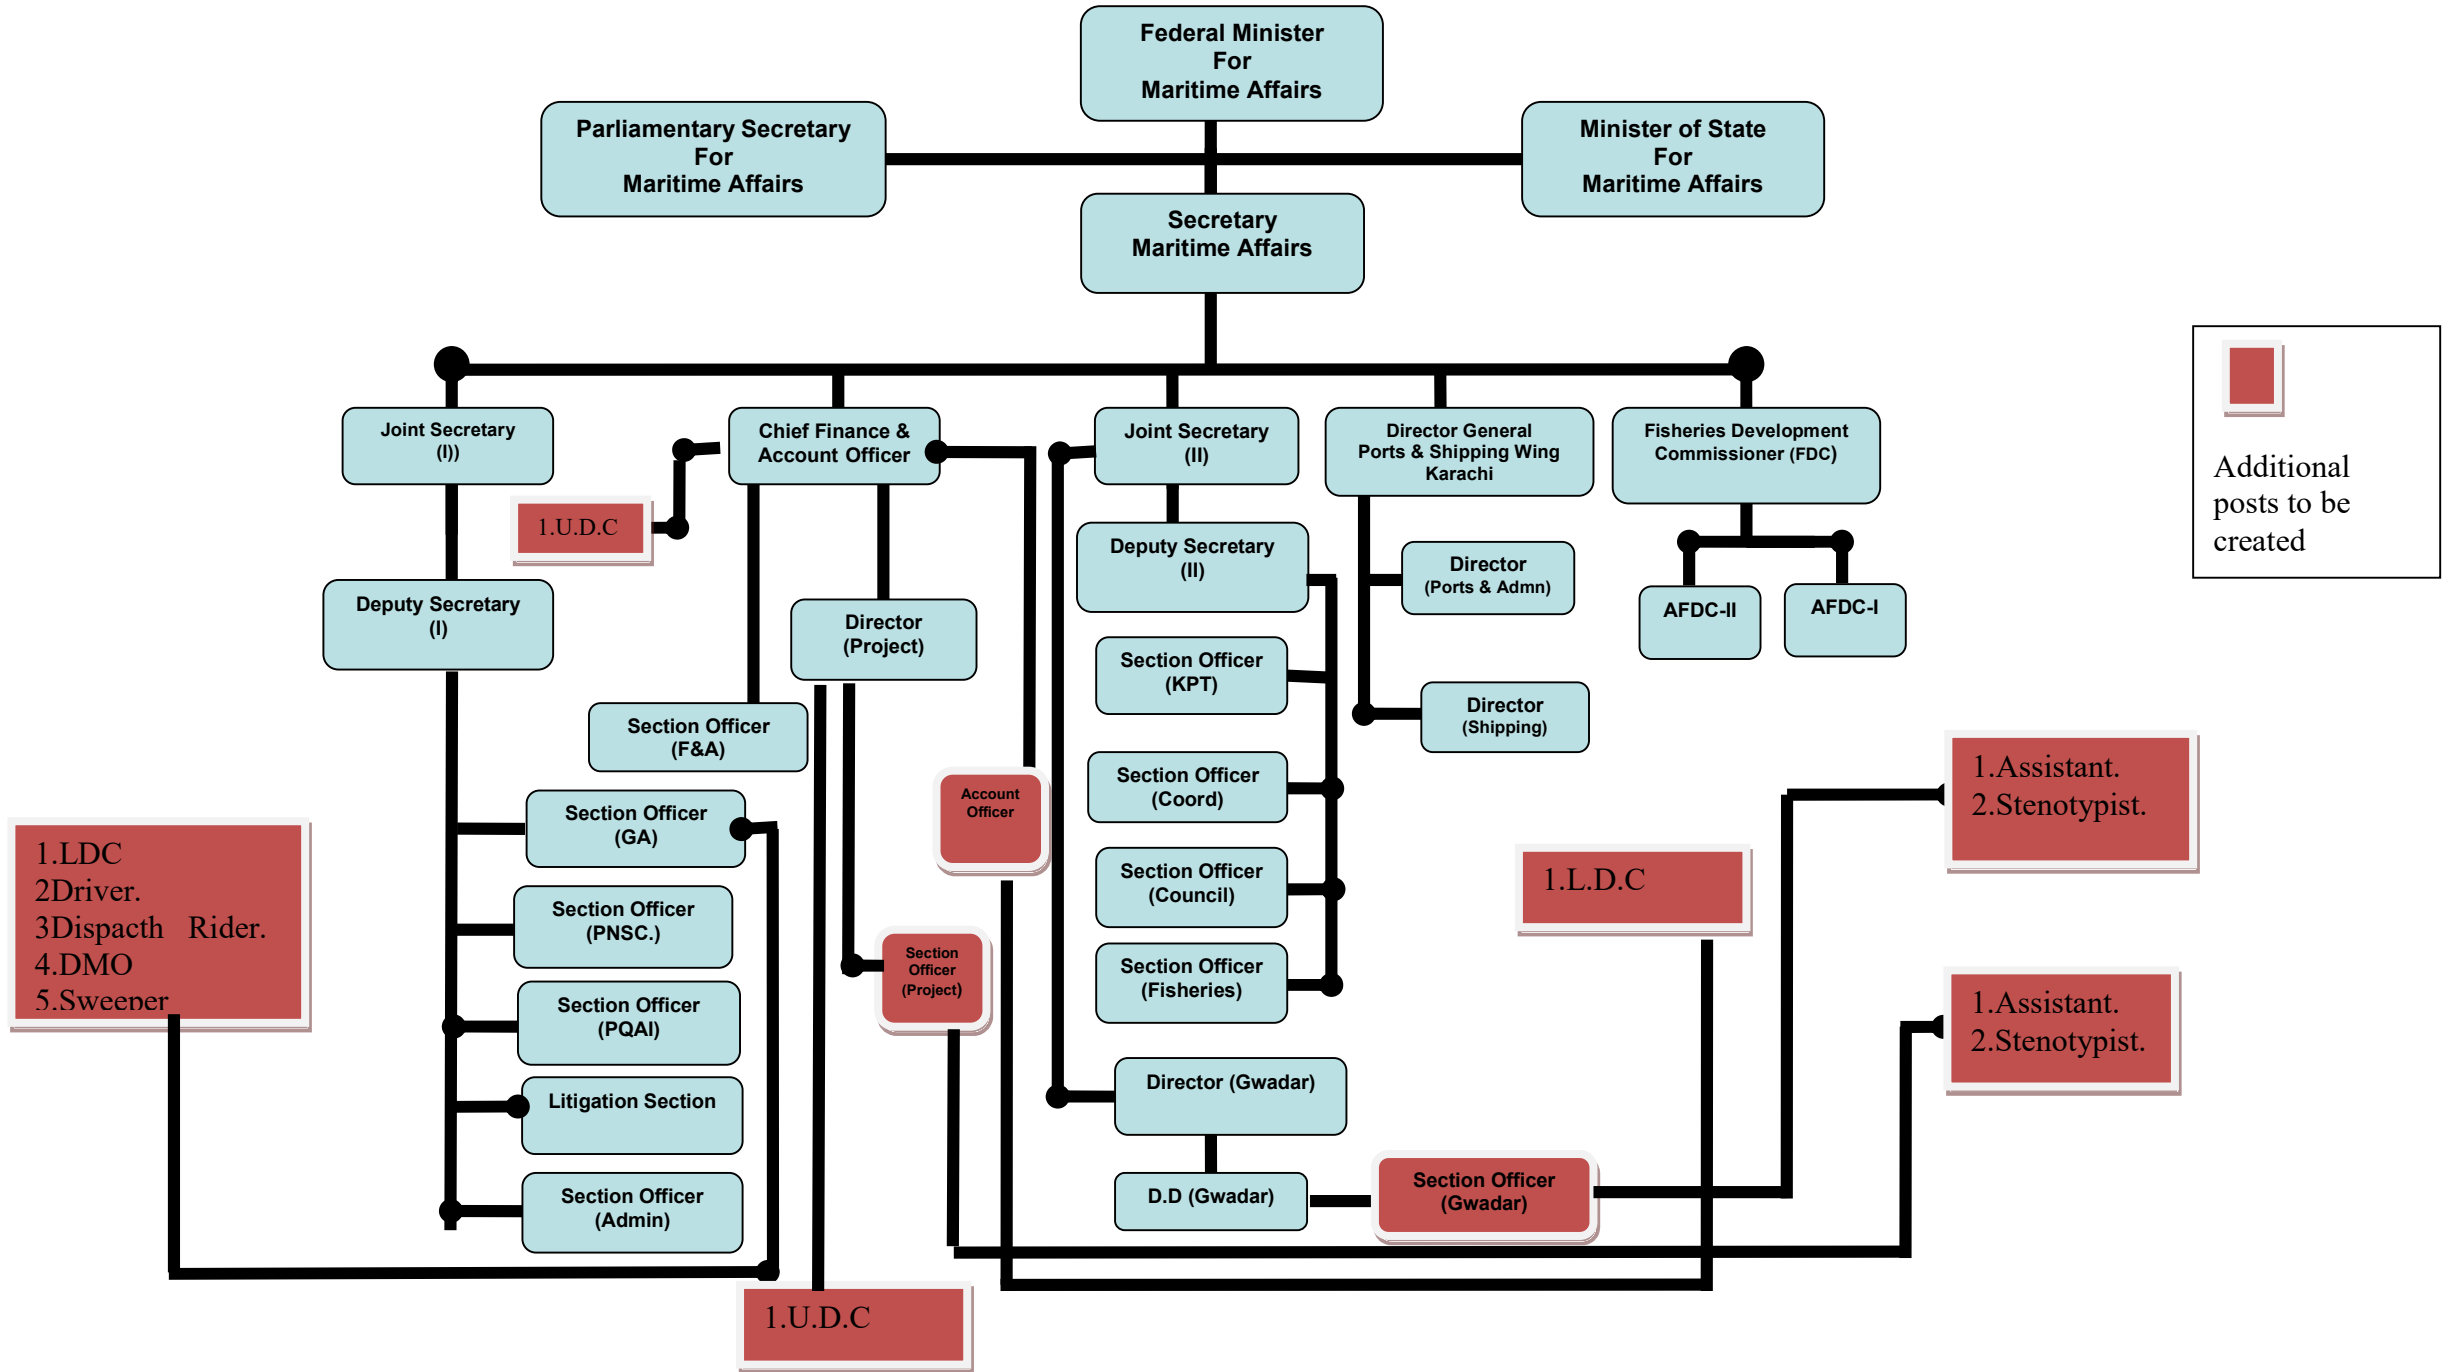 Federal Minister
For
Maritime Affairs
Parliamentary Secretary
For
Maritime Affairs
Minister of State
For
Maritime Affairs
Secretary
Maritime Affairs
Additional
posts to be
created
Joint Secretary
(I))
Chief Finance &
Account Officer
Joint Secretary
(II)
Director General
Ports & Shipping Wing
Karachi
Fisheries Development
Commissioner (FDC)
1.U.D.C
Deputy Secretary
(II)
Director
(Ports & Admn)
AFDC-II
AFDC-I
Deputy Secretary
(I)
Director
(Project)
Section Officer
(KPT)
Director
(Shipping)
Section Officer
(F&A)
Section Officer
(Coord)
Account
Officer
1.Assistant.
2.Stenotypist.
Section Officer
(GA)
1.LDC
2Driver.
3Dispacth Rider.
4.DMO
5.Sweeper
Section Officer
(Council)
1.L.D.C
Section Officer
(PNSC.)
Section
Officer
(Project)
Section Officer
(Fisheries)
1.Assistant.
2.Stenotypist.
Section Officer
(PQAI)
Director (Gwadar)
Litigation Section
Section Officer
(Admin)
D.D (Gwadar)
Section Officer
(Gwadar)
1.U.D.C